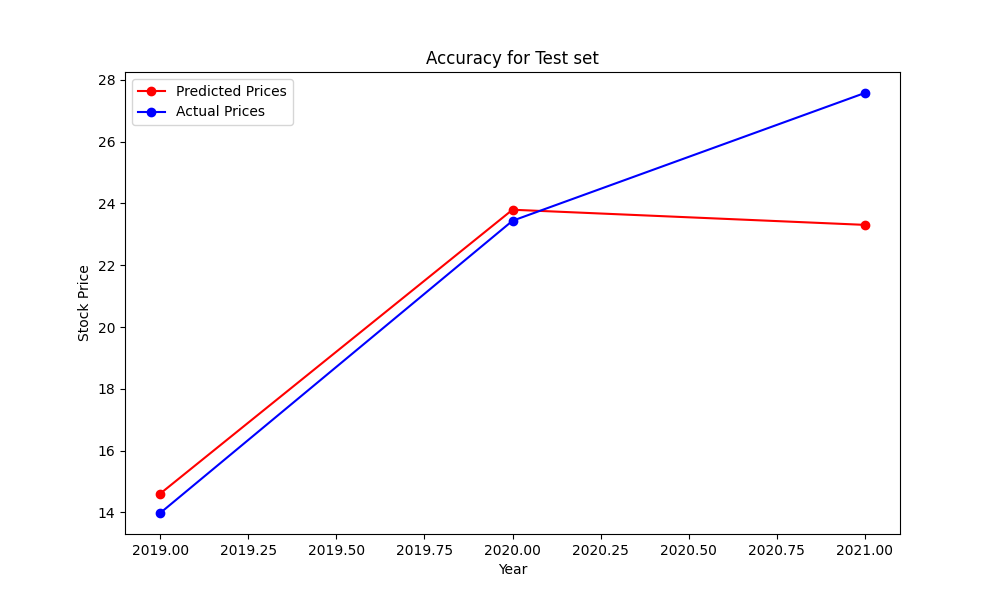 Accuracy for Test set
Predicted Prices
Actual Prices
28
26
24
22
20
18
16
14
Stock Price
2019.00 2019.25 2019.50 2019.75 2020.00 2020.25 2020.50 2020.75 2021.00
Year